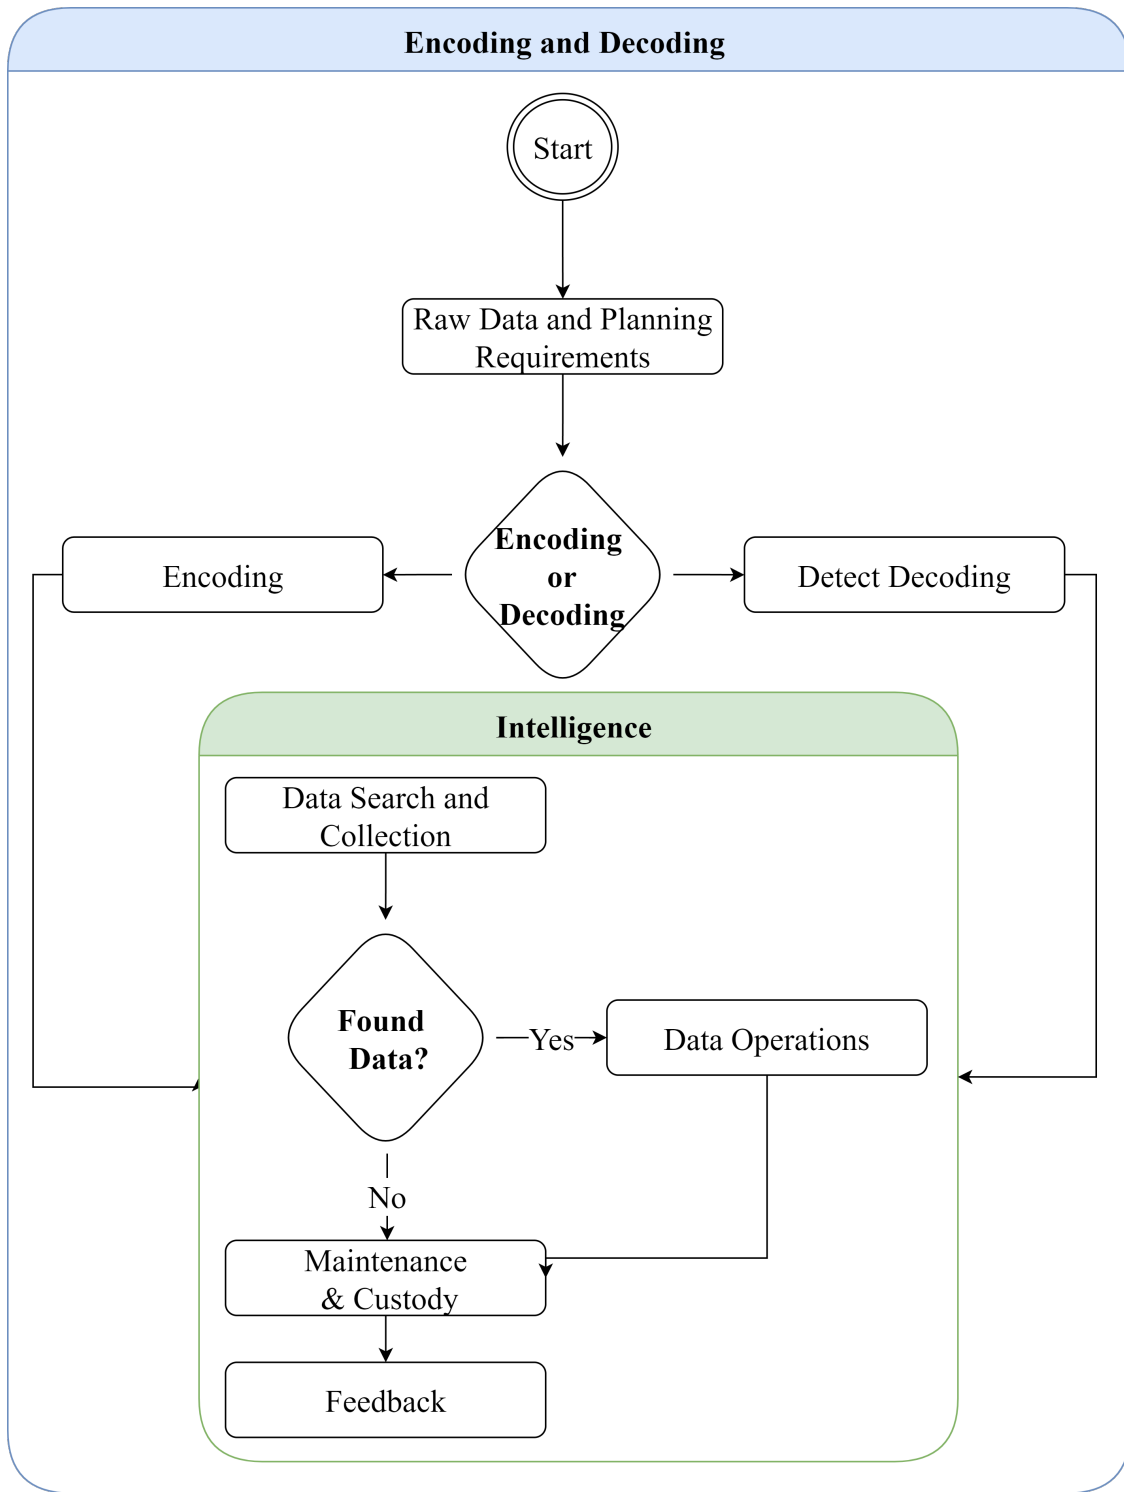 Encoding and Decoding
Start
Raw Data and Planning
Requirements
Encoding
Encoding
or
Decoding
Detect Decoding
Intelligence
Data Search and
Collection
Found
Data?
Yes
Data Operations
No
Maintenance
& Custody
Feedback